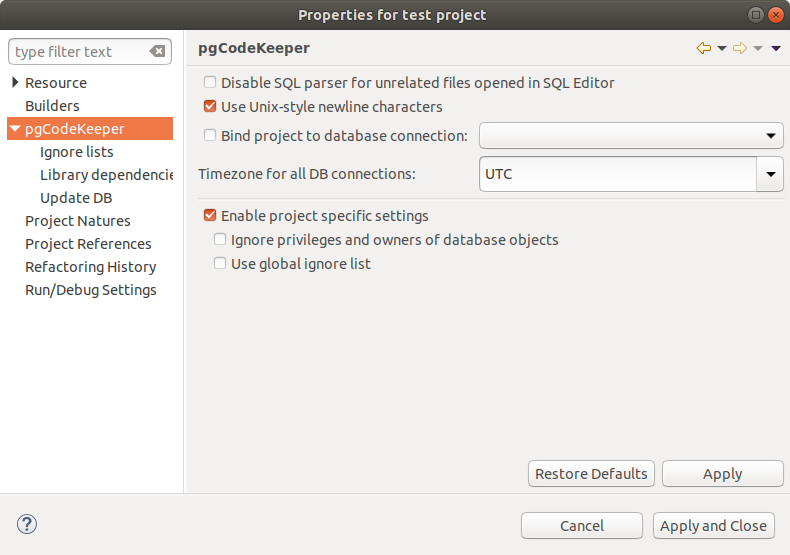 Properties for test project
type filter text
Resource
Builders
pgCodeKeeper
Ignore lists
Library dependencie
Update DB
Project Natures
Project References
Refactoring History
Run/Debug Settings
pgCodeKeeper
Disable SQL parser for unrelated files opened in SQL Editor
Use Unix-style newline characters
Bind project to database connection:
Timezone for all DB connections: UTC
Enable project specific settings
Ignore privileges and owners of database objects
Use global ignore list
Restore Defaults Apply
? Cancel Apply and Close